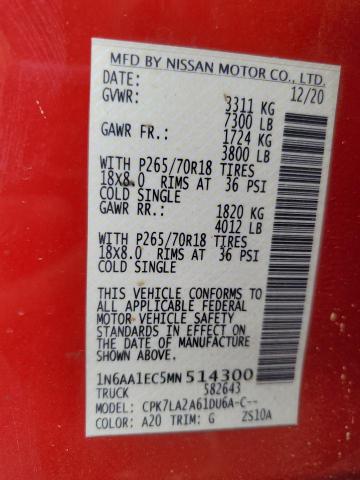 MFD BY NISSAN MOTOR CO., LTD.
DATE: 12/20
GVWR: 3311 KG
7300 LB
GAWR FR.: 1724 KG
3800 LB
WITH P265/70R18 TIRES
18X8.0 RIMS AT 36 PSI
COLD SINGLE
GAWR RR.: 1820 KG
4012 LB
WITH P265/70R18 TIRES
18X8.0 RIMS AT 36 PSI
COLD SINGLE
THIS VEHICLE CONFORMS TO
ALL APPLICABLE FEDERAL
MOTOR VEHICLE SAFETY
STANDARDS IN EFFECT ON
THE DATE OF MANUFACTURE
SHOWN ABOVE.
1N6AA1EC5MN514300
TRUCK 582643
MODEL: CPK7LA2A61DU6A-C--
COLOR: A20 TRIM: G ZS10A